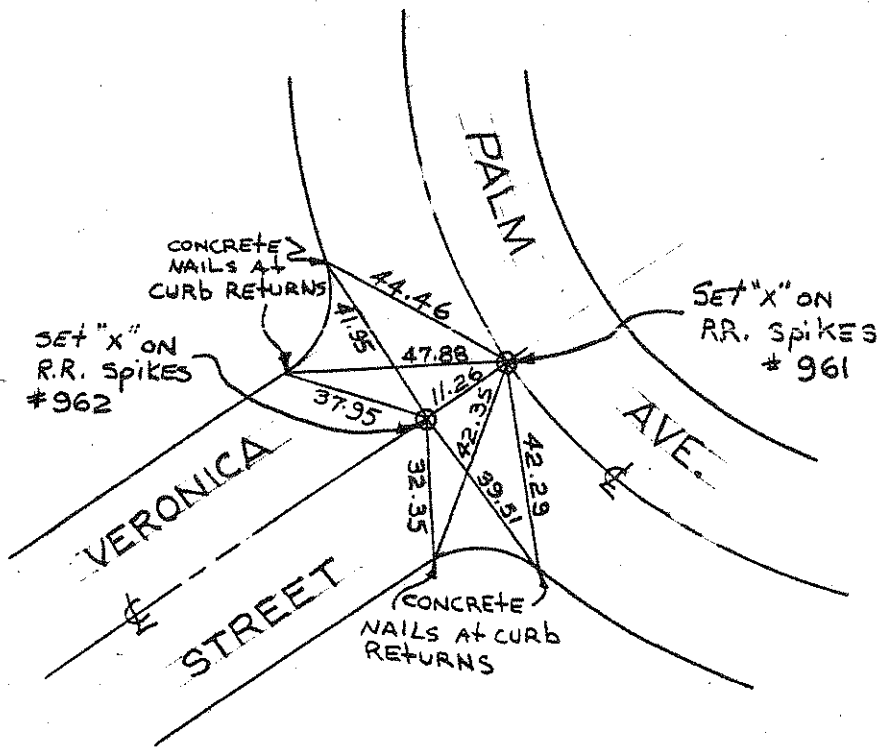 PALM
AVE.
CONCRETE
NAILS At
CURb REtURNS
44.46
41.95
SEt "X" ON
RR. Spikes
# 961
SEt "X" ON
R.R. Spikes
#962
47.88
11.26
37.95
42.35
32.35
39.51
42.29
VERONICA
STREET
℄
℄
CONCREtE
NAILS At CURb
REtURNS